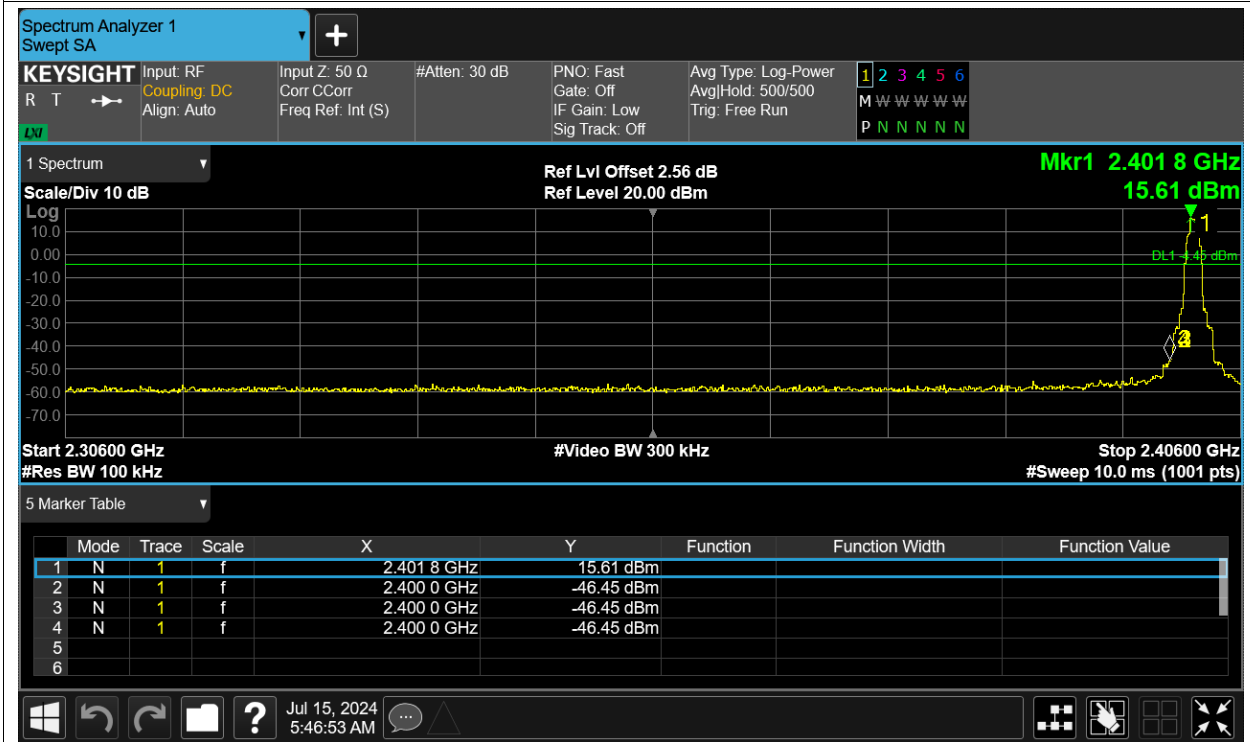 Spectrum Analyzer 1
Swept SA
+
KEYSIGHT Input: RF Input Z: 50 Ω #Atten: 30 dB PNO: Fast Avg Type: Log-Power 1 2 3 4 5 6
R T Coupling: DC Corr CCorr Gate: Off Avg|Hold: 500/500 M W W W W W
Align: Auto Freq Ref: Int (S) IF Gain: Low Trig: Free Run
LXI Sig Track: Off P N N N N N
1 Spectrum
Ref Lvl Offset 2.56 dB Mkr1 2.401 8 GHz
Scale/Div 10 dB Ref Level 20.00 dBm 15.61 dBm
Log
1
10.0
0.00
DL1 -4.45 dBm
-10.0
-20.0
-30.0
-40.0
-50.0
-60.0
-70.0
Start 2.30600 GHz #Video BW 300 kHz Stop 2.40600 GHz
#Res BW 100 kHz #Sweep 10.0 ms (1001 pts)
5 Marker Table
Mode Trace Scale X Y Function Function Width Function Value
1 N 1 f 2.401 8 GHz 15.61 dBm
2 N 1 f 2.400 0 GHz -46.45 dBm
3 N 1 f 2.400 0 GHz -46.45 dBm
4 N 1 f 2.400 0 GHz -46.45 dBm
5
6
? Jul 15, 2024
5:46:53 AM